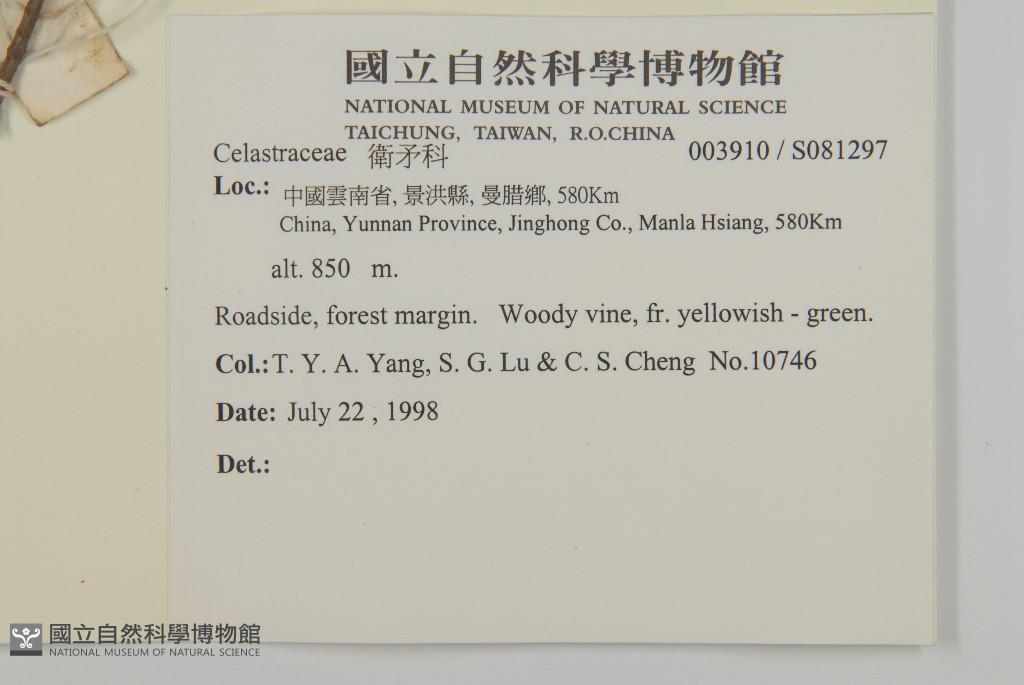 國立自然科學博物館
NATIONAL MUSEUM OF NATURAL SCIENCE
TAICHUNG, TAIWAN, R.O.CHINA
Celastraceae 衛矛科 003910 / S081297
Loc.: 中國雲南省, 景洪縣, 曼腊鄉, 580Km
China, Yunnan Province, Jinghong Co., Manla Hsiang, 580Km
alt. 850 m.
Roadside, forest margin. Woody vine, fr. yellowish - green.
Col.: T. Y. A. Yang, S. G. Lu & C. S. Cheng No.10746
Date: July 22 , 1998
Det.:
國立自然科學博物館
NATIONAL MUSEUM OF NATURAL SCIENCE